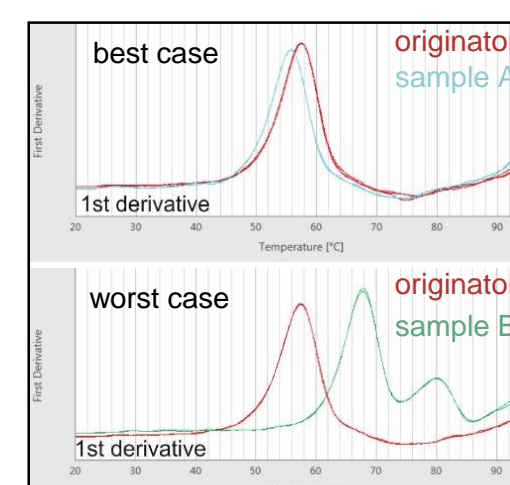 best case
originato
sample A
First Derivative
1st derivative
20 30 40 50 60 70 80 90
Temperature [°C]
worst case
originato
sample B
First Derivative
1st derivative
20 30 40 50 60 70 80 90